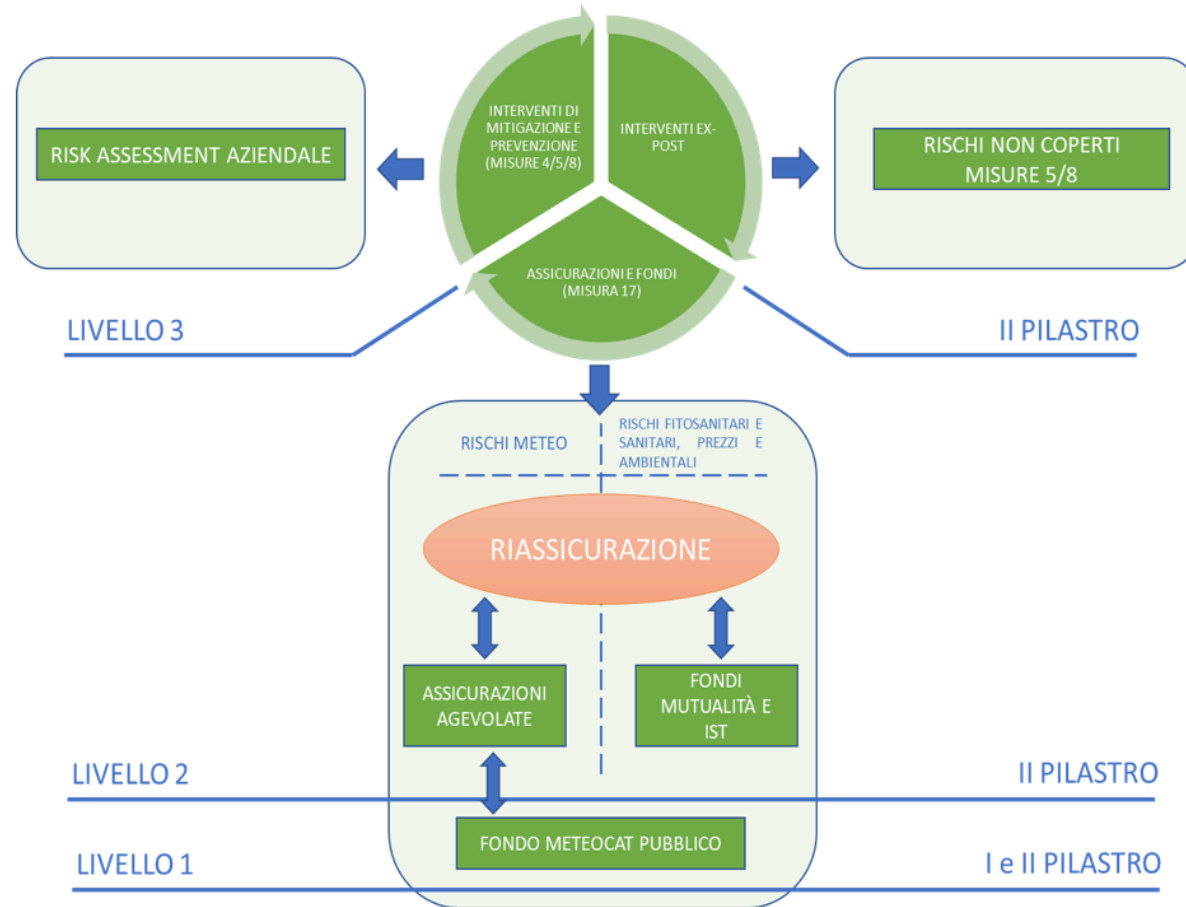 INTERVENTI DI
MITIGAZIONE E
PREVENZIONE
(MISURE 4/5/8)
INTERVENTI EX-
POST
ASSICURAZIONI E FONDI
(MISURA 17)
RISK ASSESSMENT AZIENDALE
RISCHI NON COPERTI
MISURE 5/8
LIVELLO 3
II PILASTRO
RISCHI METEO
RISCHI FITOSANITARI E
SANITARI, PREZZI E
AMBIENTALI
RIASSICURAZIONE
ASSICURAZIONI
AGEVOLATE
FONDI
MUTUALITÀ E
IST
LIVELLO 2
II PILASTRO
FONDO METEOCAT PUBBLICO
LIVELLO 1
I e II PILASTRO